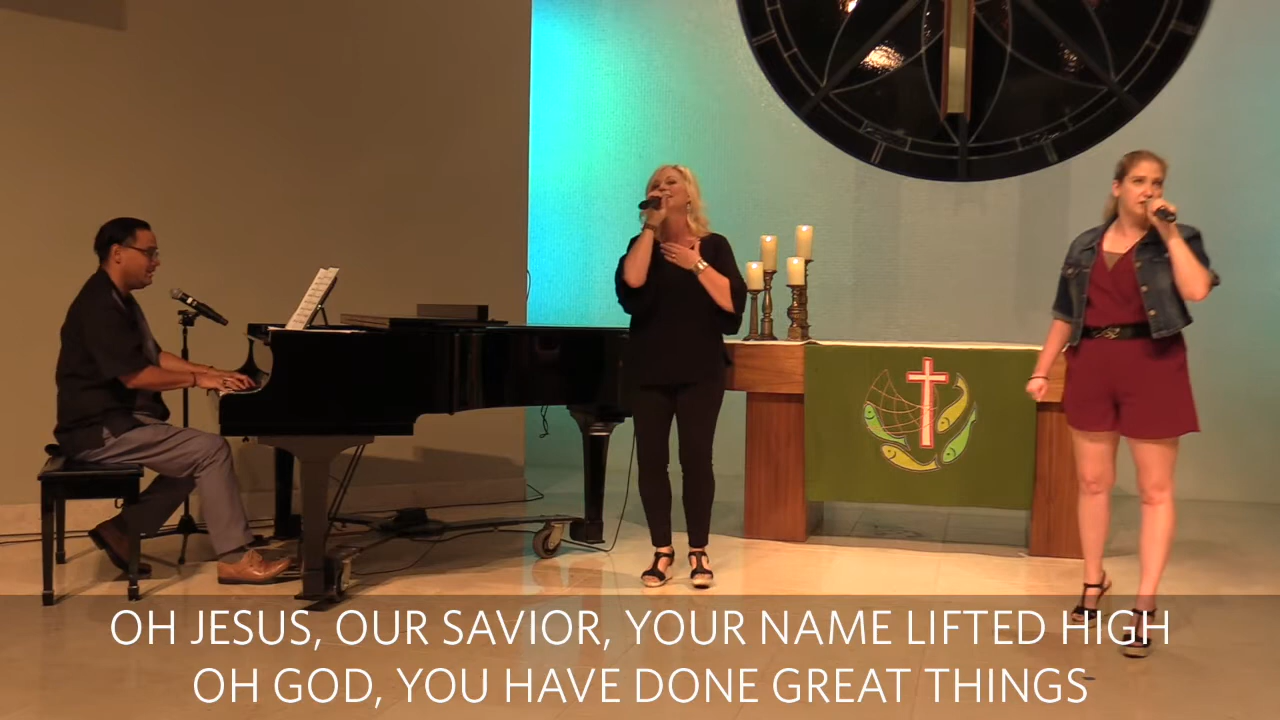 OH JESUS, OUR SAVIOR, YOUR NAME LIFTED HIGH
OH GOD, YOU HAVE DONE GREAT THINGS